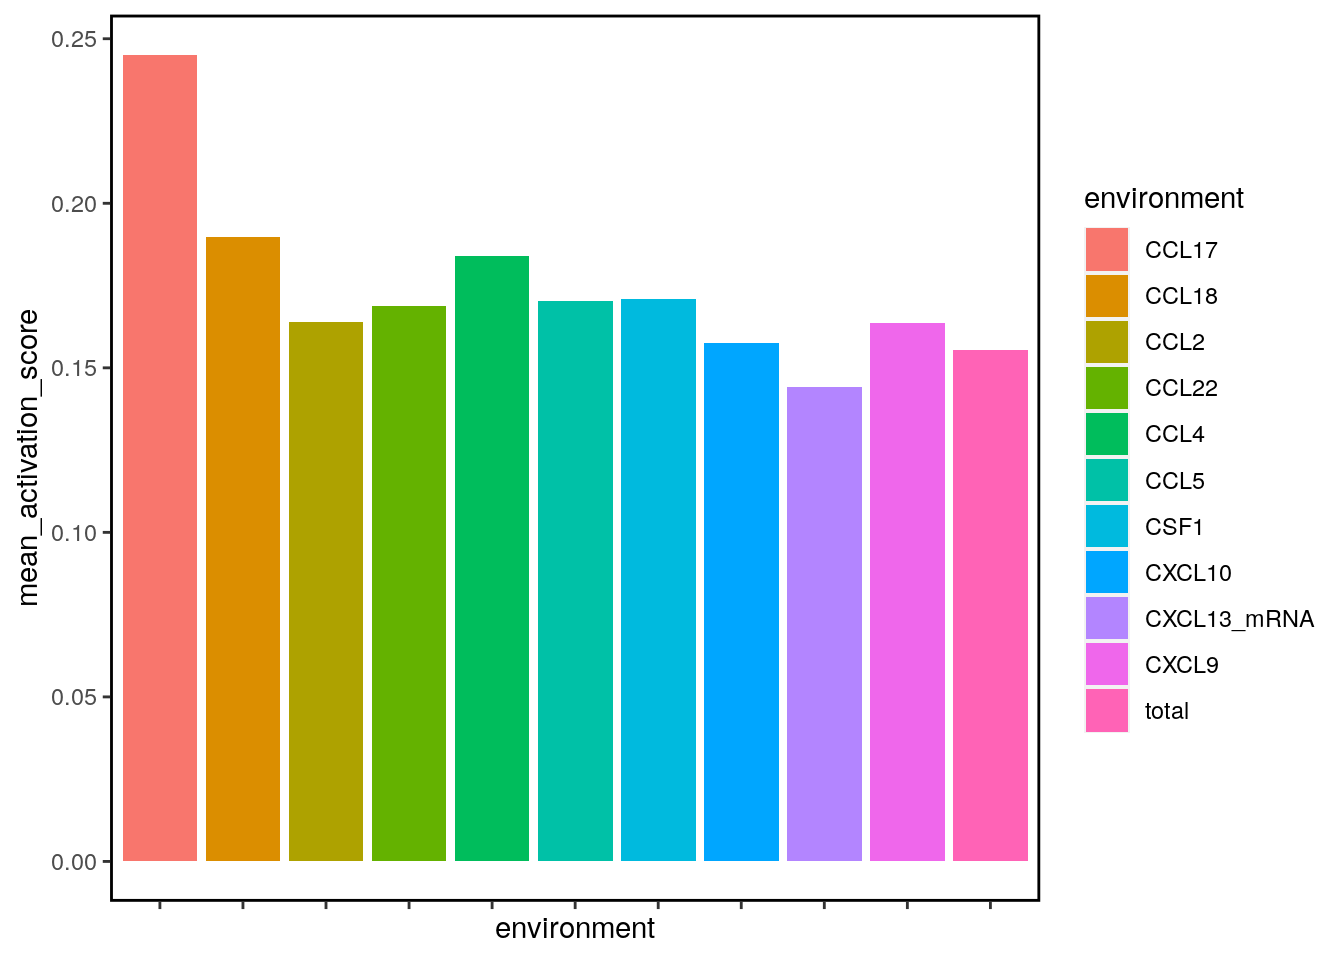 0.25
0.20
0.15
0.10
0.05
0.00
mean_activation_score
environment
environment
CCL17
CCL18
CCL2
CCL22
CCL4
CCL5
CSF1
CXCL10
CXCL13_mRNA
CXCL9
total